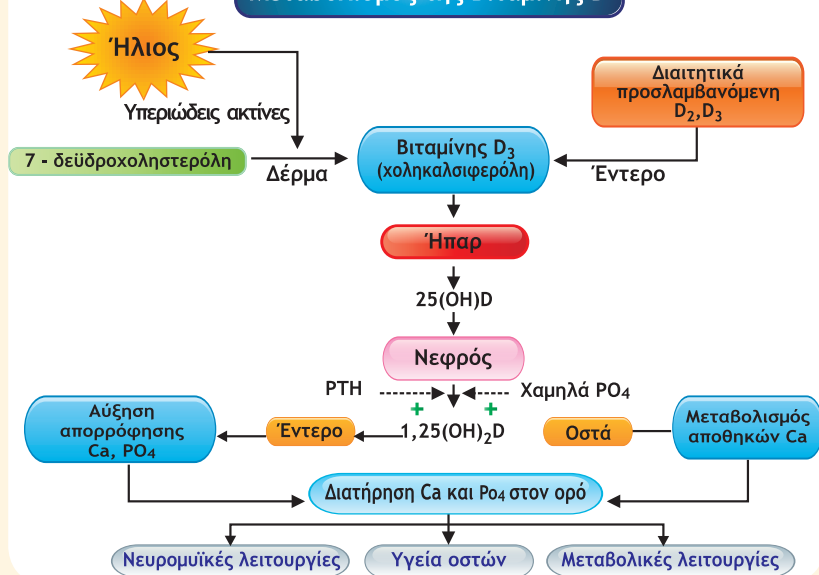 Ήλιος
Υπεριώδεις ακτίνες
Διαιτητικά
προσλαμβανόμενη
D2,D3
7 - δεϋδροχοληστερόλη
Δέρμα
Βιταμίνης D3
(χοληκαλσιφερόλη)
Έντερο
Ήπαρ
25(OH)D
Νεφρός
PTH
Χαμηλά PO4
+
+
Αύξηση
απορρόφησης
Ca, PO4
Έντερο
1,25(OH)2D
Οστά
Μεταβολισμός
αποθηκών Ca
Διατήρηση Ca και Po4 στον ορό
Νευρομυϊκές λειτουργίες
Υγεία οστών
Μεταβολικές λειτουργίες